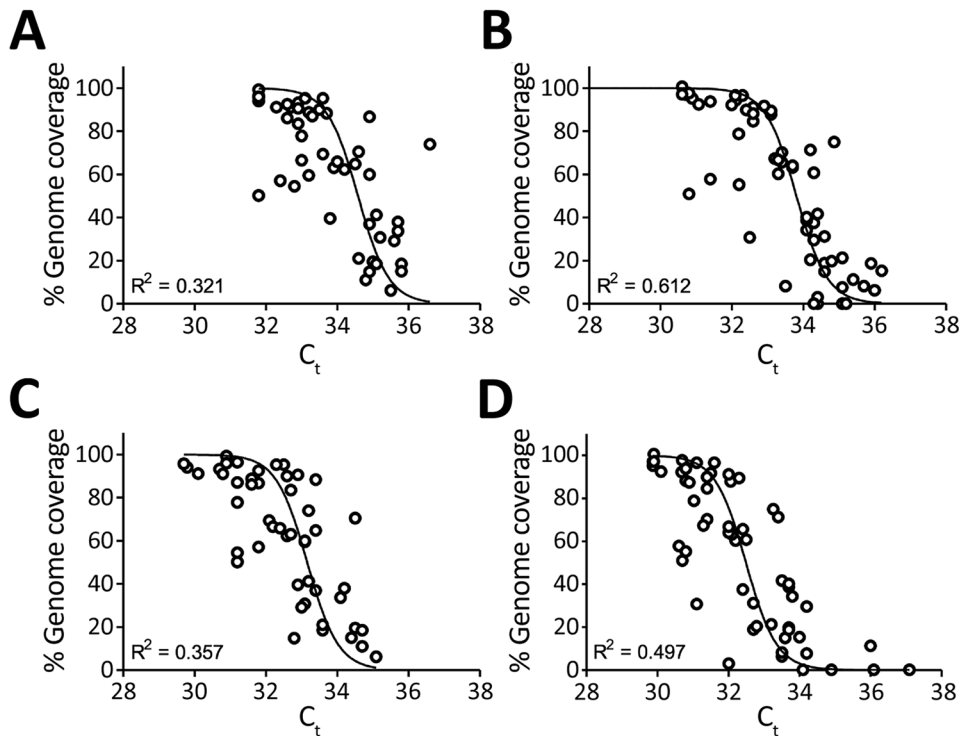 A
% Genome coverage
100
80
60
40
20
0
R² = 0.321
28 30 32 34 36 38
Ct
B
% Genome coverage
100
80
60
40
20
0
R² = 0.612
28 30 32 34 36 38
Ct
C
% Genome coverage
100
80
60
40
20
0
R² = 0.357
28 30 32 34 36 38
Ct
D
% Genome coverage
100
80
60
40
20
0
R² = 0.497
28 30 32 34 36 38
Ct